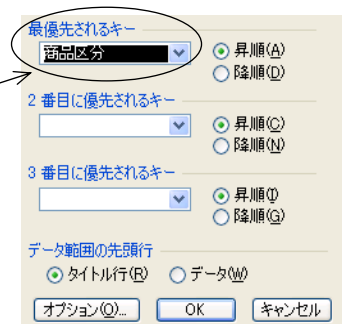 最優先されるキー
商品区分
昇順(A)
降順(D)
2 番目に優先されるキー
昇順(C)
降順(N)
3 番目に優先されるキー
昇順(I)
降順(G)
データ範囲の先頭行
タイトル行(R) データ(W)
オプション(O)... OK キャンセル